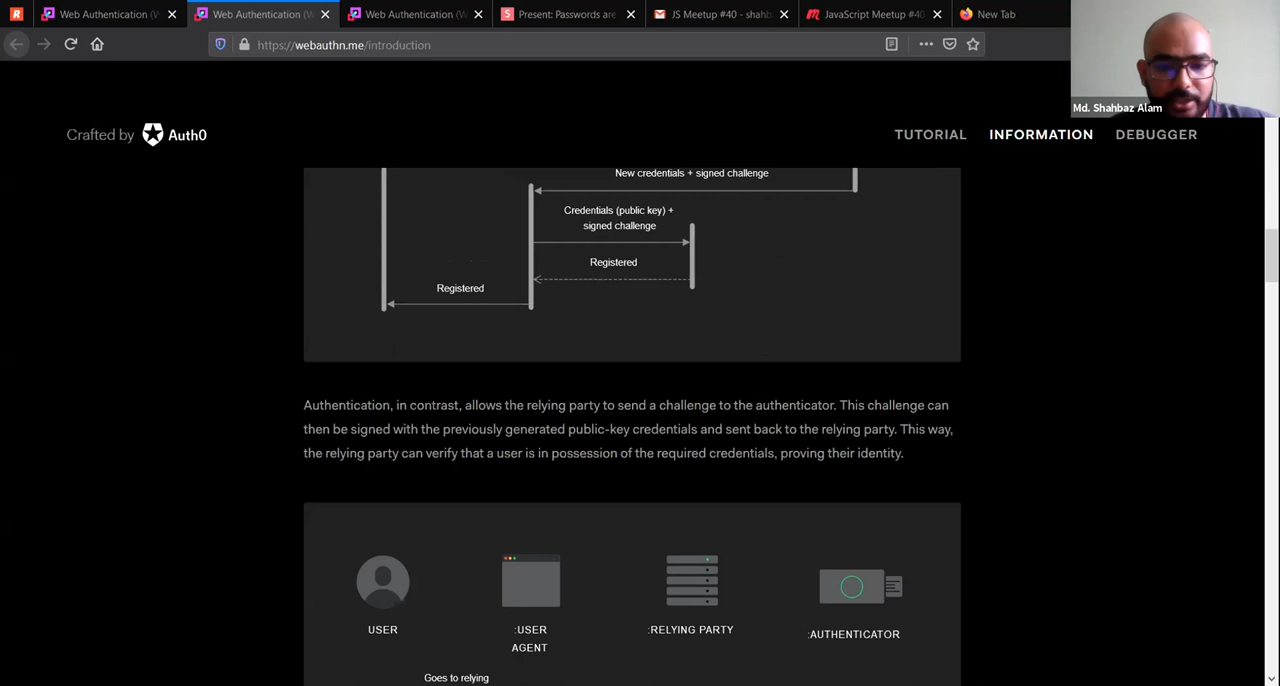 Web Authentication (W
Web Authentication (W
Web Authentication (W
Present: Passwords are
JS Meetup #40 - shahb
JavaScript Meetup #40
New Tab
https://webauthn.me/introduction
Md. Shahbaz Alam
Crafted by Auth0
TUTORIAL
INFORMATION
DEBUGGER
New credentials + signed challenge
Credentials (public key) +
signed challenge
Registered
Registered
Authentication, in contrast, allows the relying party to send a challenge to the authenticator. This challenge can
then be signed with the previously generated public-key credentials and sent back to the relying party. This way,
the relying party can verify that a user is in possession of the required credentials, proving their identity.
USER
:USER
AGENT
:RELYING PARTY
:AUTHENTICATOR
Goes to relying